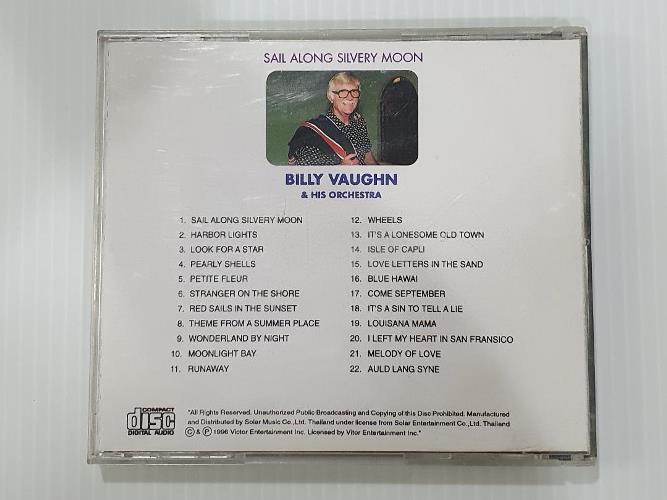 SAIL ALONG SILVERY MOON
BILLY VAUGHN
& HIS ORCHESTRA
1. SAIL ALONG SILVERY MOON
2. HARBOR LIGHTS
3. LOOK FOR A STAR
4. PEARLY SHELLS
5. PETITE FLEUR
6. STRANGER ON THE SHORE
7. RED SAILS IN THE SUNSET
8. THEME FROM A SUMMER PLACE
9. WONDERLAND BY NIGHT
10. MOONLIGHT BAY
11. RUNAWAY
12. WHEELS
13. IT'S A LONESOME OLD TOWN
14. ISLE OF CAPLI
15. LOVE LETTERS IN THE SAND
16. BLUE HAWAI
17. COME SEPTEMBER
18. IT'S A SIN TO TELL A LIE
19. LOUISANA MAMA
20. I LEFT MY HEART IN SAN FRANSICO
21. MELODY OF LOVE
22. AULD LANG SYNE
COMPACT
disc
DIGITAL AUDIO
"All Rights Reserved. Unauthorized Public Broadcasting and Copying of this Disc Prohibited. Manufactured
and Distributed by Solar Music Co.,Ltd. Thailand under license from Solar Entertainment Co.,Ltd. Thailand
© & ℗ 1996 Victor Entertainment Inc. Licensed by Vitor Entertainment Inc."